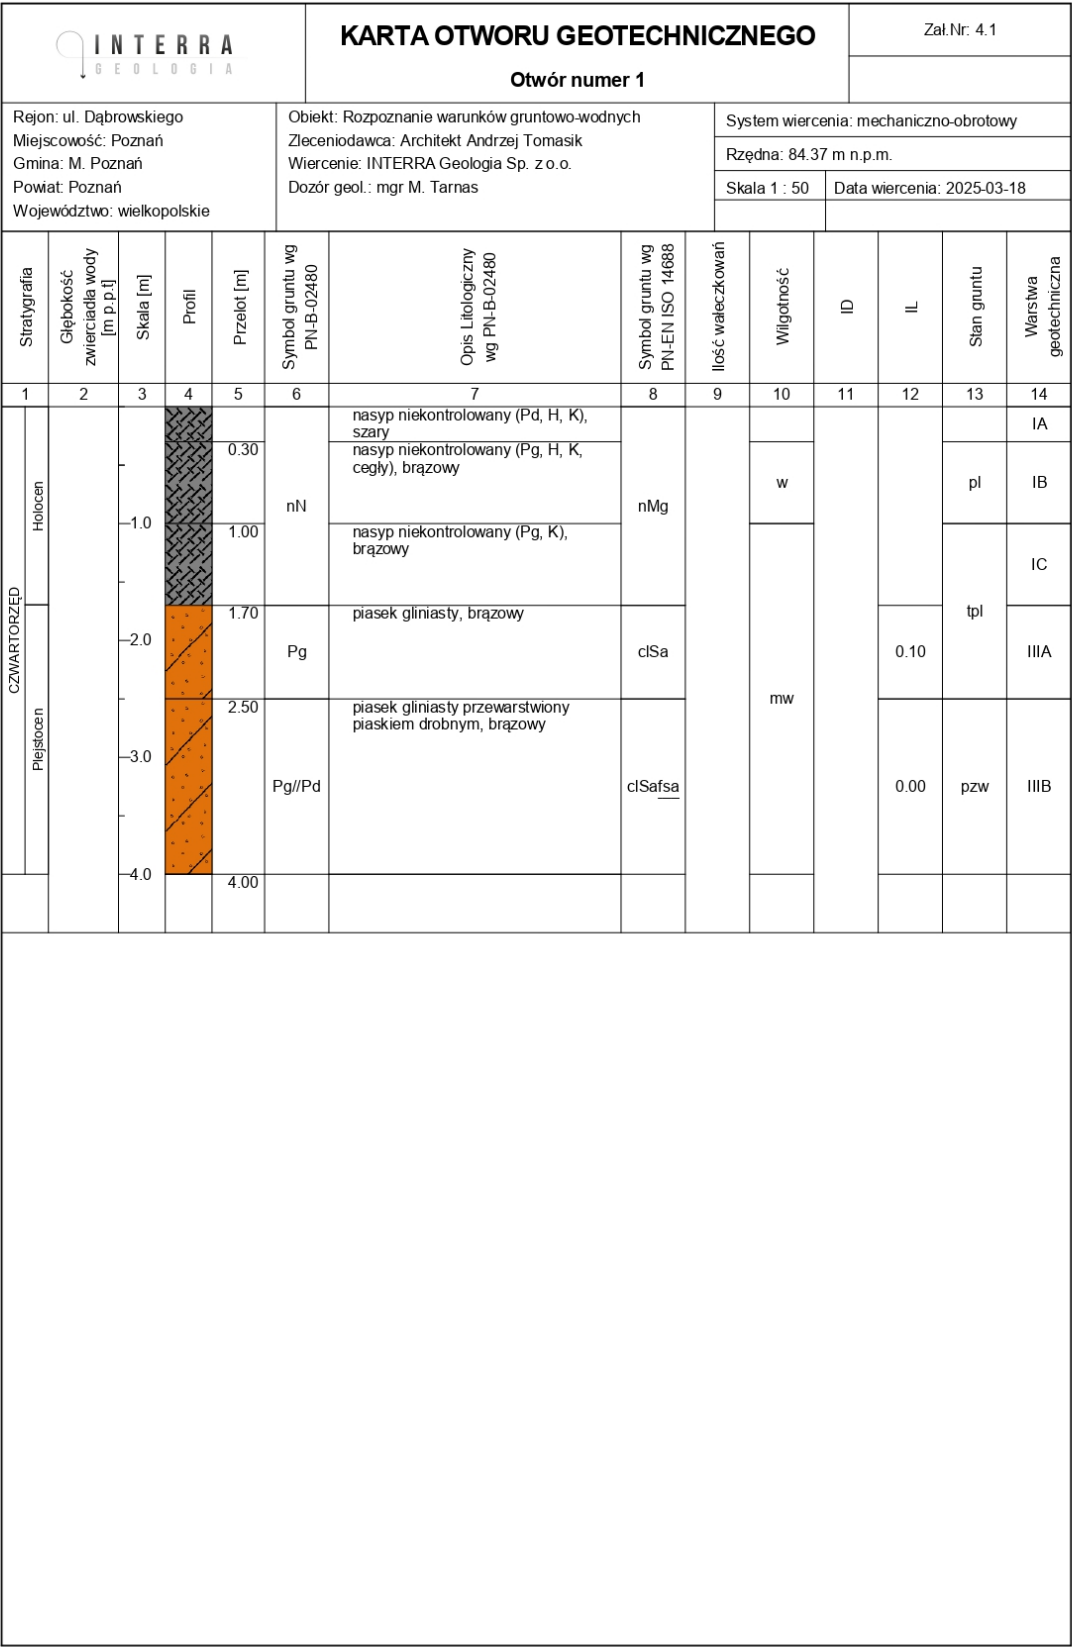 INTERRA
GEOLOGIA
KARTA OTWORU GEOTECHNICZNEGO
Otwór numer 1
Zał.Nr: 4.1
Rejon: ul. Dąbrowskiego
Miejscowość: Poznań
Gmina: M. Poznań
Powiat: Poznań
Województwo: wielkopolskie
Obiekt: Rozpoznanie warunków gruntowo-wodnych
Zleceniodawca: Architekt Andrzej Tomasik
Wiercenie: INTERRA Geologia Sp. z o.o.
Dozór geol.: mgr M. Tarnas
System wiercenia: mechaniczno-obrotowy
Rzędna: 84.37 m n.p.m.
Skala 1 : 50
Data wiercenia: 2025-03-18
Stratygrafia
Głębokość
zwierciadła wody
[m p.p.t]
Skala [m]
Profil
Przelot [m]
Symbol gruntu wg
PN-B-02480
Opis Litologiczny
wg PN-B-02480
Symbol gruntu wg
PN-EN ISO 14688
Ilość wałeczkowań
Wilgotność
ID
IL
Stan gruntu
Warstwa
geotechniczna
1 2 3 4 5 6 7 8 9 10 11 12 13 14
CZWARTORZĘD
Holocen
Plejstocen
-1.0
-2.0
-3.0
-4.0
0.30
1.00
1.70
2.50
4.00
nN
Pg
Pg//Pd
nasyp niekontrolowany (Pd, H, K),
szary
nasyp niekontrolowany (Pg, H, K,
cegły), brązowy
nasyp niekontrolowany (Pg, K),
brązowy
piasek gliniasty, brązowy
piasek gliniasty przewarstwiony
piaskiem drobnym, brązowy
nMg
clSa
clSafsa
w
mw
0.10
0.00
pl
tpl
pzw
IA
IB
IC
IIIA
IIIB